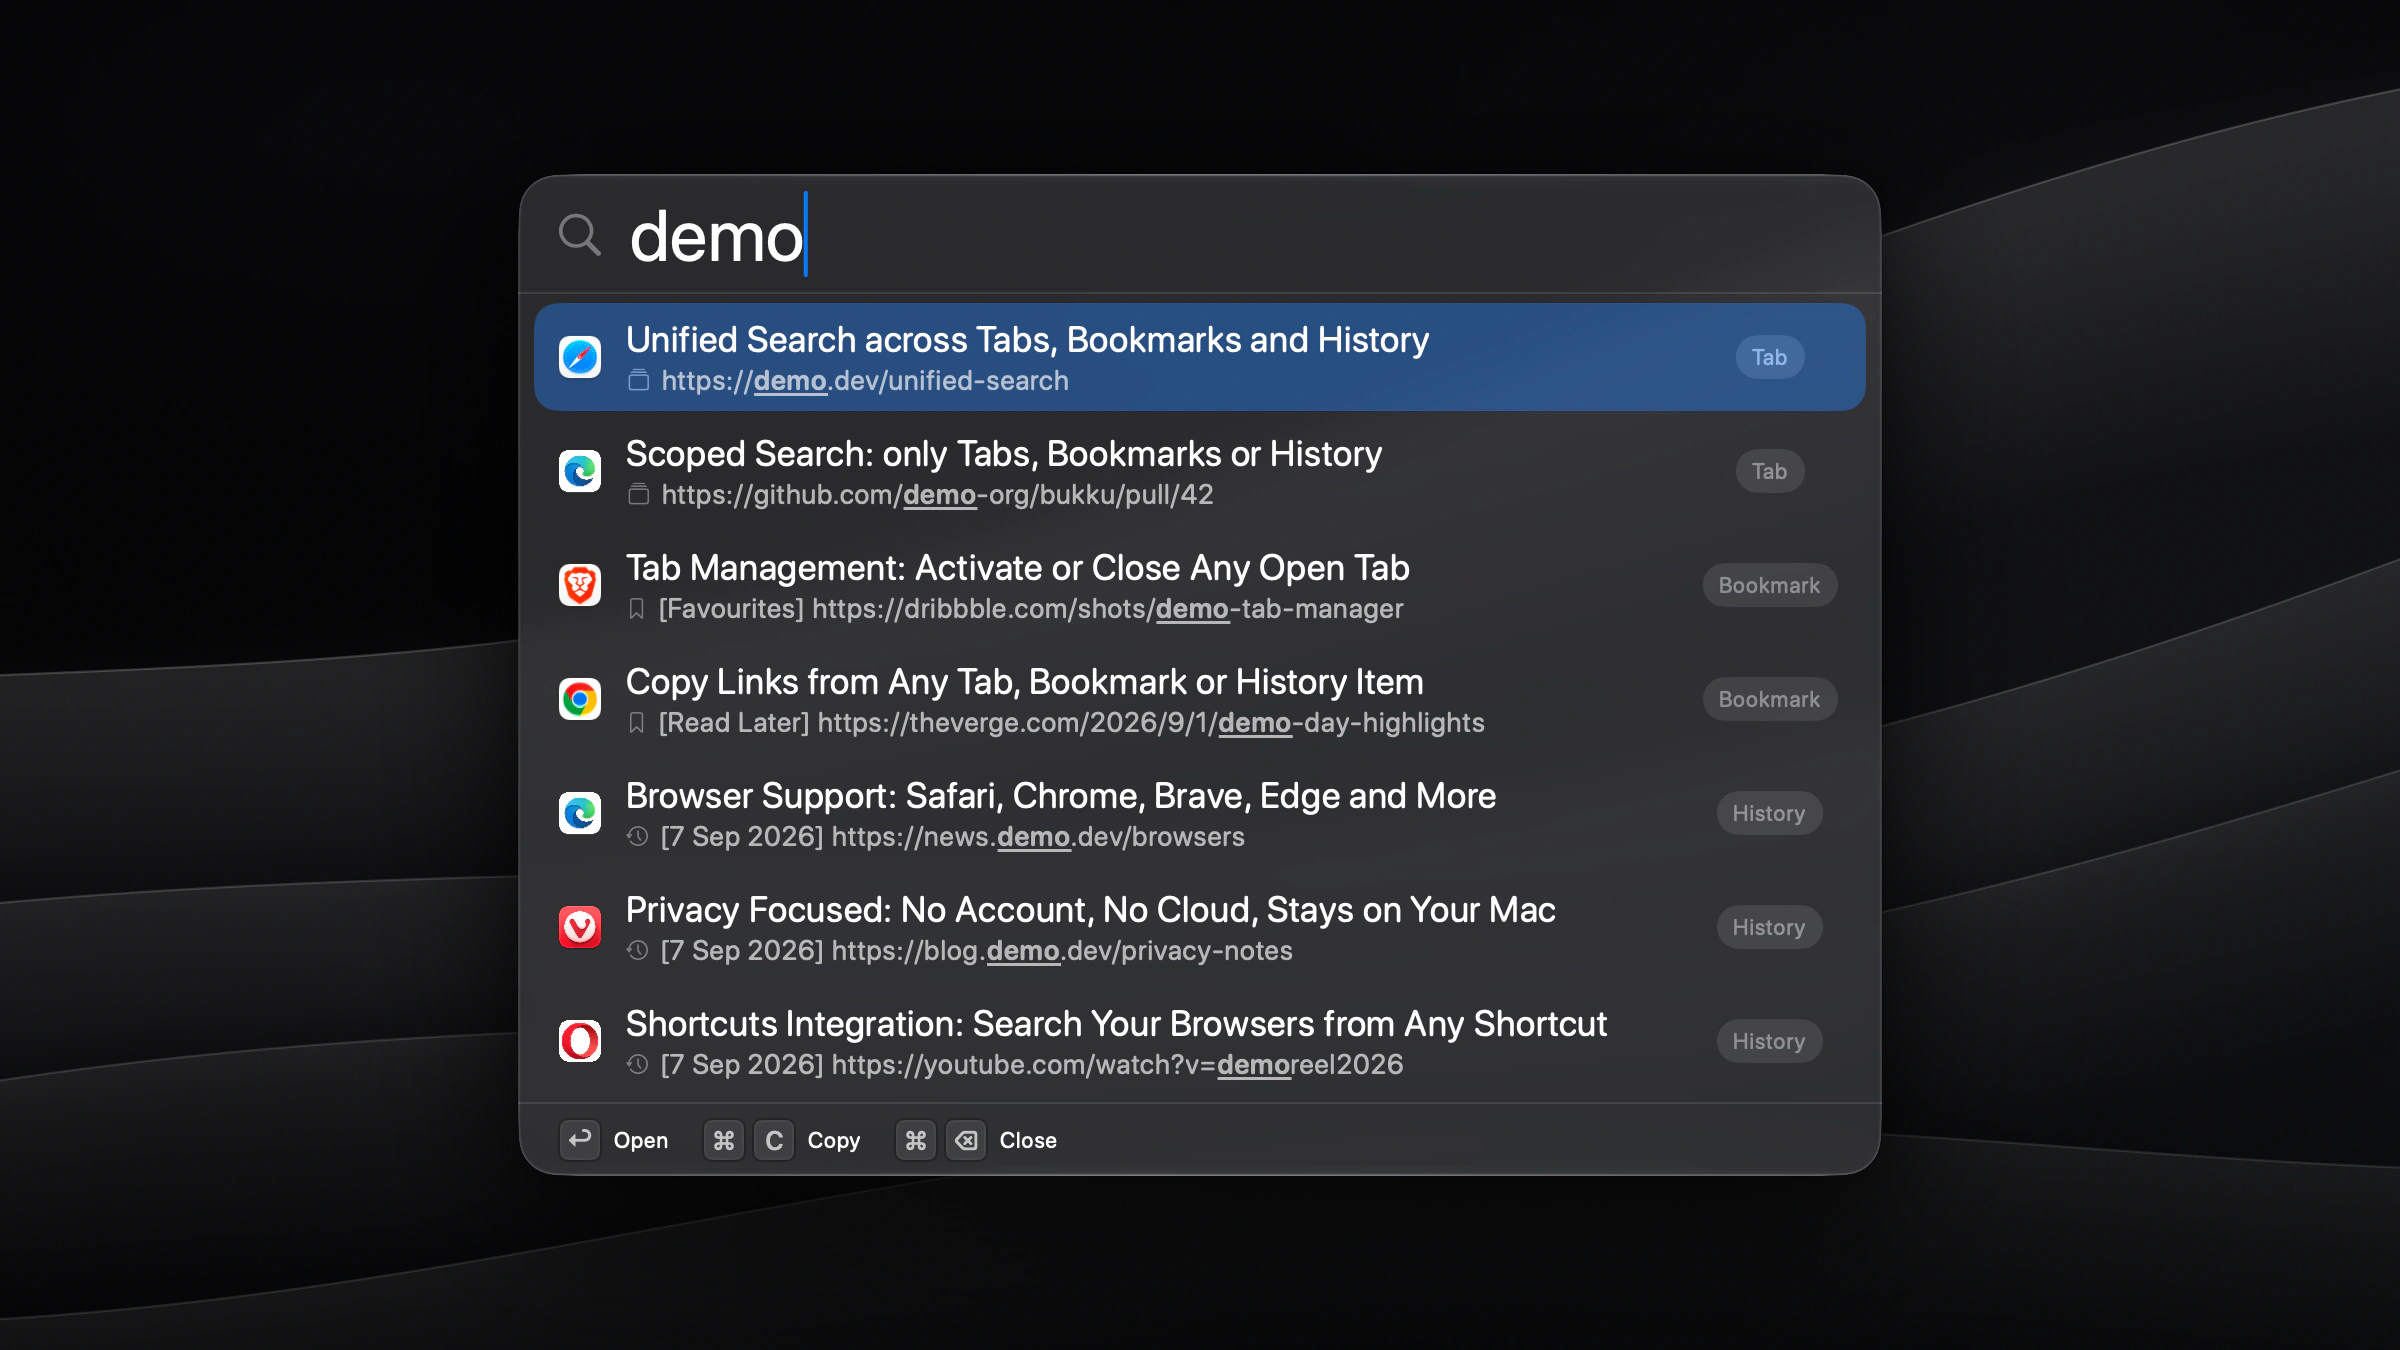 demo
Unified Search across Tabs, Bookmarks and History
https://demo.dev/unified-search
Tab
Scoped Search: only Tabs, Bookmarks or History
https://github.com/demo-org/bukku/pull/42
Tab
Tab Management: Activate or Close Any Open Tab
[Favourites] https://dribbble.com/shots/demo-tab-manager
Bookmark
Copy Links from Any Tab, Bookmark or History Item
[Read Later] https://theverge.com/2026/9/1/demo-day-highlights
Bookmark
Browser Support: Safari, Chrome, Brave, Edge and More
[7 Sep 2026] https://news.demo.dev/browsers
History
Privacy Focused: No Account, No Cloud, Stays on Your Mac
[7 Sep 2026] https://blog.demo.dev/privacy-notes
History
Shortcuts Integration: Search Your Browsers from Any Shortcut
[7 Sep 2026] https://youtube.com/watch?v=demoreel2026
History
Open ⌘ C Copy ⌘ ⌫ Close